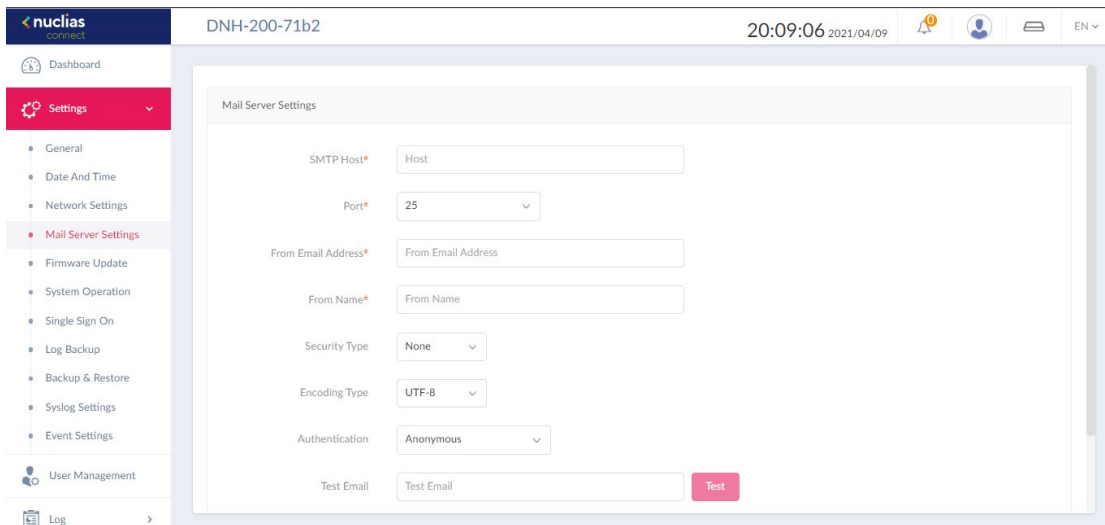 nuclias
connect
DNH-200-71b2
20:09:06 2021/04/09
0
EN
Dashboard
Settings
General
Date And Time
Network Settings
Mail Server Settings
Firmware Update
System Operation
Single Sign On
Log Backup
Backup & Restore
Syslog Settings
Event Settings
User Management
Log
Mail Server Settings
SMTP Host* Host
Port* 25
From Email Address* From Email Address
From Name* From Name
Security Type None
Encoding Type UTF-8
Authentication Anonymous
Test Email Test Email Test